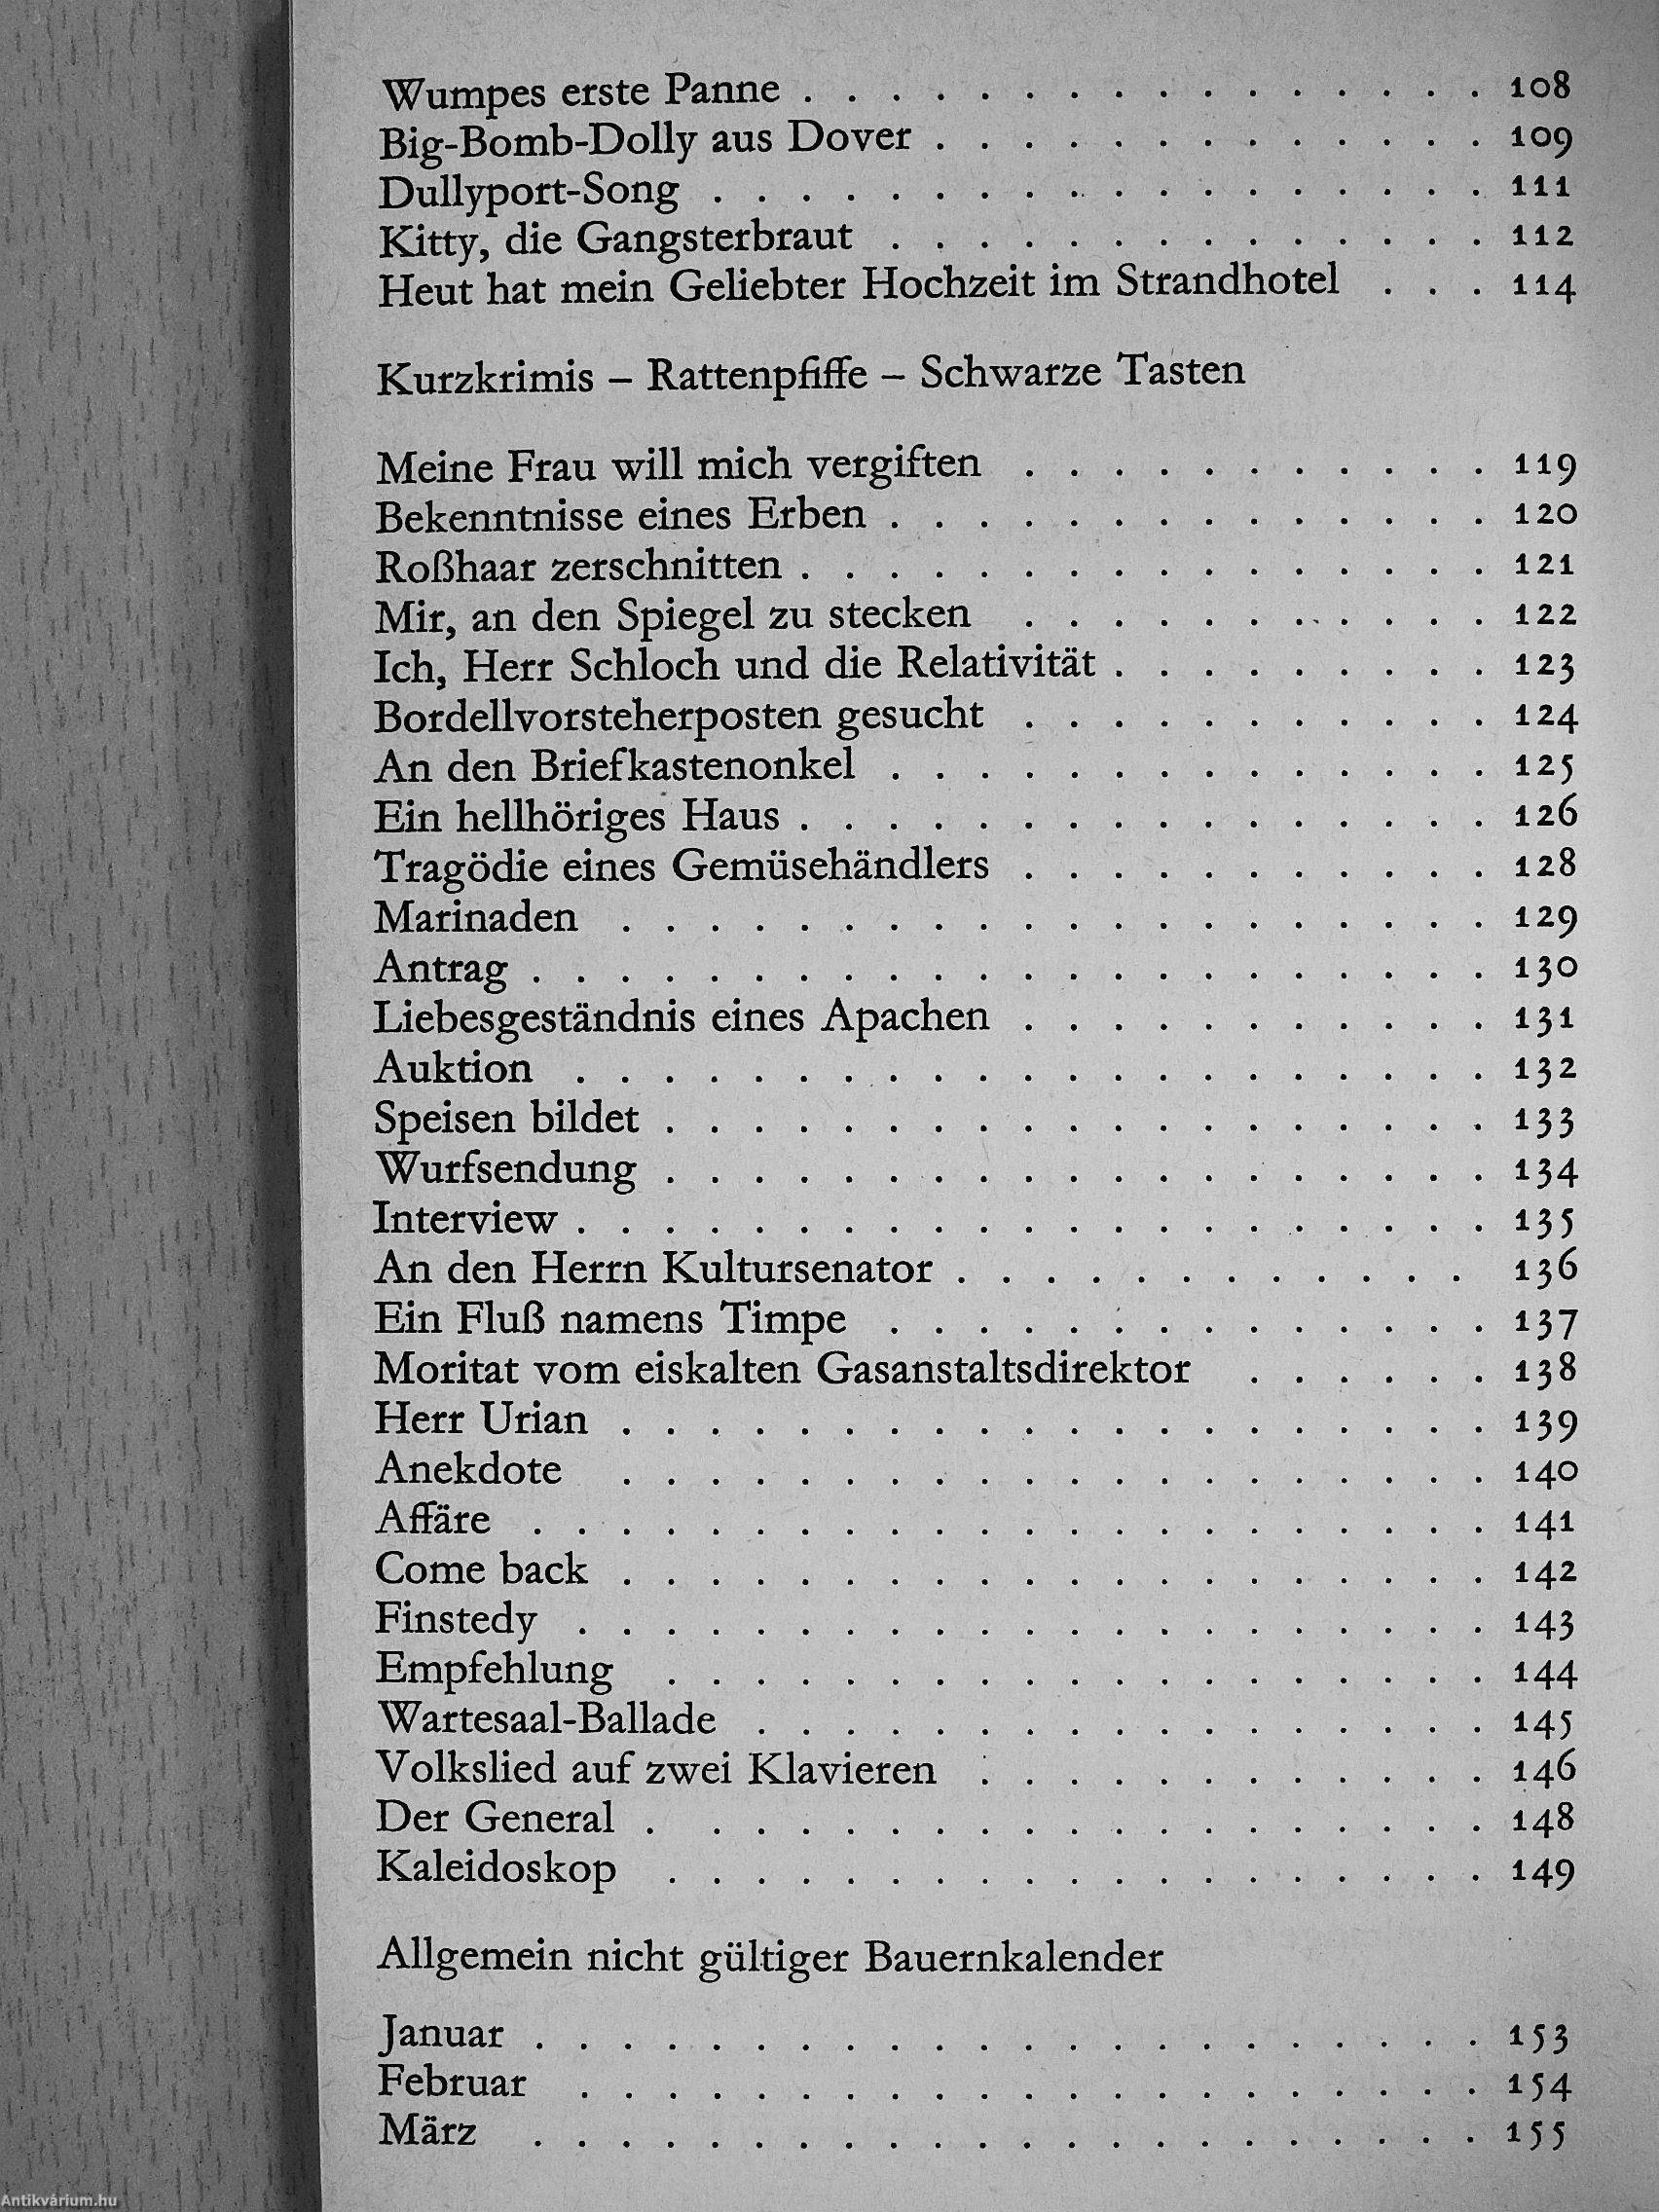 Wumpes erste Panne . . . . . . . . . . . . . . . . 108
Big-Bomb-Dolly aus Dover . . . . . . . . . . . . . 109
Dullyport-Song . . . . . . . . . . . . . . . . . . 111
Kitty, die Gangsterbraut . . . . . . . . . . . . . . 112
Heut hat mein Geliebter Hochzeit im Strandhotel . . . 114
Kurzkrimis – Rattenpfiffe – Schwarze Tasten
Meine Frau will mich vergiften . . . . . . . . . . . 119
Bekenntnisse eines Erben . . . . . . . . . . . . . . 120
Roßhaar zerschnitten . . . . . . . . . . . . . . . . 121
Mir, an den Spiegel zu stecken . . . . . . . . . . . 122
Ich, Herr Schloch und die Relativität . . . . . . . . . 123
Bordellvorsteherposten gesucht . . . . . . . . . . . 124
An den Briefkastenonkel . . . . . . . . . . . . . . 125
Ein hellhöriges Haus . . . . . . . . . . . . . . . . 126
Tragödie eines Gemüsehändlers . . . . . . . . . . . 128
Marinaden . . . . . . . . . . . . . . . . . . . . 129
Antrag . . . . . . . . . . . . . . . . . . . . . . 130
Liebesgeständnis eines Apachen . . . . . . . . . . . 131
Auktion . . . . . . . . . . . . . . . . . . . . . 132
Speisen bildet . . . . . . . . . . . . . . . . . . . 133
Wurfsendung . . . . . . . . . . . . . . . . . . . 134
Interview . . . . . . . . . . . . . . . . . . . . . 135
An den Herrn Kultursenator . . . . . . . . . . . . 136
Ein Fluß namens Timpe . . . . . . . . . . . . . . 137
Moritat vom eiskalten Gasanstaltsdirektor . . . . . . 138
Herr Urian . . . . . . . . . . . . . . . . . . . . 139
Anekdote . . . . . . . . . . . . . . . . . . . . 140
Affäre . . . . . . . . . . . . . . . . . . . . . . 141
Come back . . . . . . . . . . . . . . . . . . . . 142
Finstedy . . . . . . . . . . . . . . . . . . . . . 143
Empfehlung . . . . . . . . . . . . . . . . . . . 144
Wartesaal-Ballade . . . . . . . . . . . . . . . . . 145
Volkslied auf zwei Klavieren . . . . . . . . . . . . 146
Der General . . . . . . . . . . . . . . . . . . . 148
Kaleidoskop . . . . . . . . . . . . . . . . . . . 149
Allgemein nicht gültiger Bauernkalender
Januar . . . . . . . . . . . . . . . . . . . . . . 153
Februar . . . . . . . . . . . . . . . . . . . . . 154
März . . . . . . . . . . . . . . . . . . . . . . 155
Antikvárium.hu